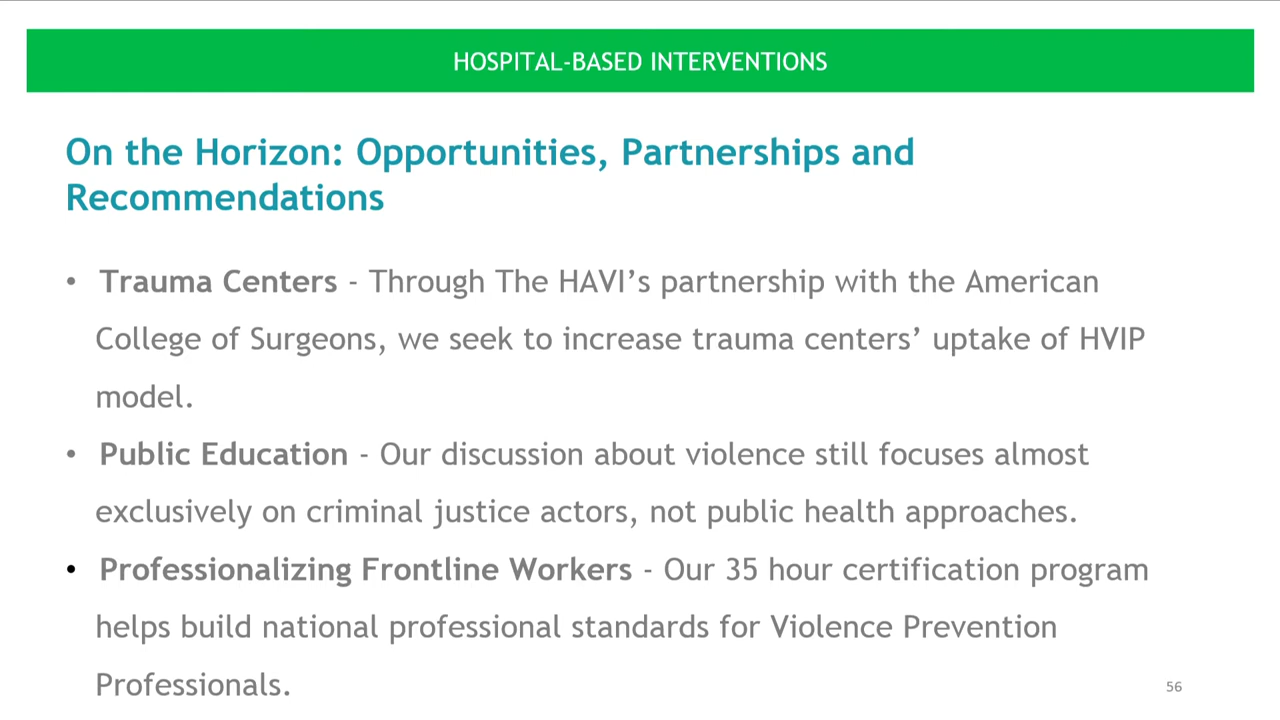 HOSPITAL-BASED INTERVENTIONS
On the Horizon: Opportunities, Partnerships and
Recommendations
• Trauma Centers - Through The HAVI’s partnership with the American
College of Surgeons, we seek to increase trauma centers’ uptake of HVIP
model.
• Public Education - Our discussion about violence still focuses almost
exclusively on criminal justice actors, not public health approaches.
• Professionalizing Frontline Workers - Our 35 hour certification program
helps build national professional standards for Violence Prevention
Professionals.
56